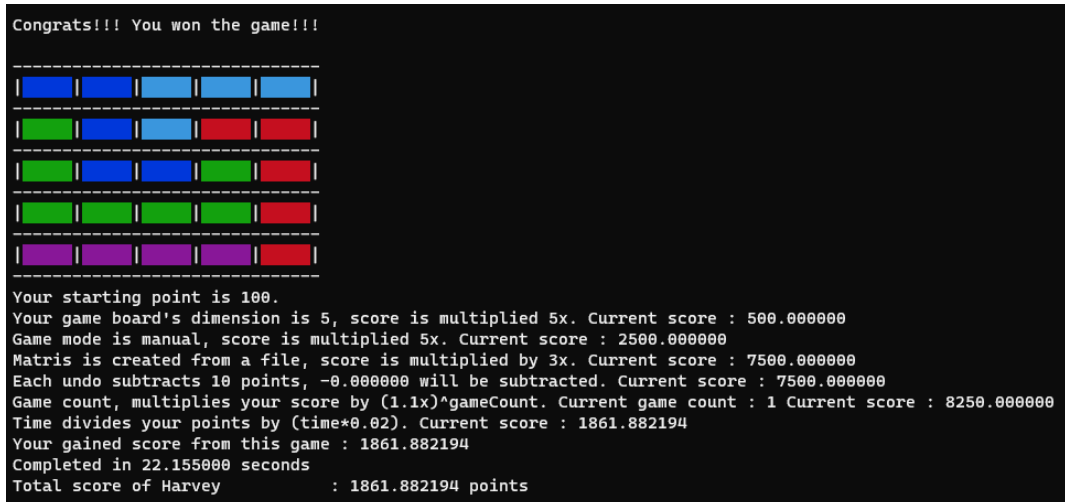 Congrats!!! You won the game!!!
Your starting point is 100.
Your game board's dimension is 5, score is multiplied 5x. Current score : 500.000000
Game mode is manual, score is multiplied 5x. Current score : 2500.000000
Matris is created from a file, score is multiplied by 3x. Current score : 7500.000000
Each undo subtracts 10 points, -0.000000 will be subtracted. Current score : 7500.000000
Game count, multiplies your score by (1.1x)^gameCount. Current game count : 1 Current score : 8250.000000
Time divides your points by (time*0.02). Current score : 1861.882194
Your gained score from this game : 1861.882194
Completed in 22.155000 seconds
Total score of Harvey : 1861.882194 points